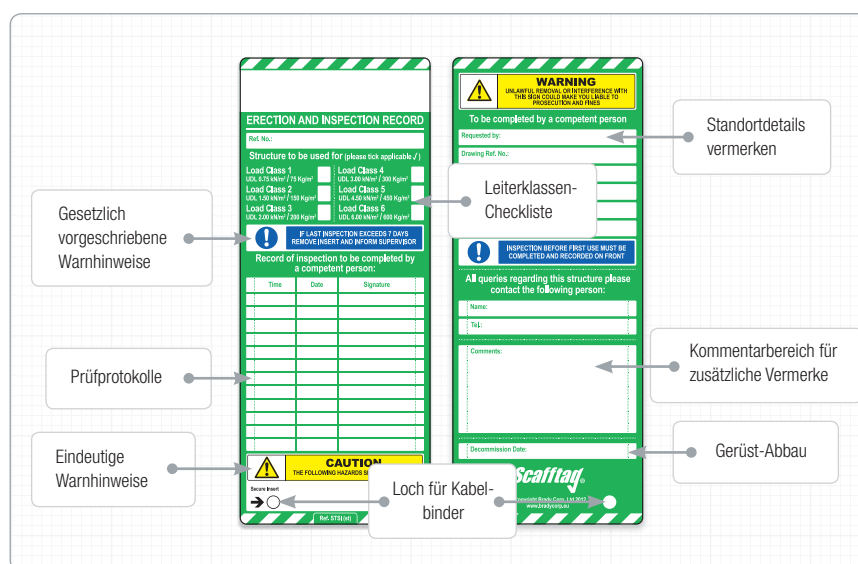 ERECTION AND INSPECTION RECORD
Ref. No.:
Structure to be used for (please tick applicable ✓)
Load Class 1
UDL 0.75 kN/m² / 75 Kg/m²
Load Class 2
UDL 1.50 kN/m² / 150 Kg/m²
Load Class 3
UDL 2.00 kN/m² / 200 Kg/m²
Load Class 4
UDL 3.00 kN/m² / 300 Kg/m²
Load Class 5
UDL 4.50 kN/m² / 450 Kg/m²
Load Class 6
UDL 6.00 kN/m² / 600 Kg/m²
IF LAST INSPECTION EXCEEDS 7 DAYS
REMOVE INSERT AND INFORM SUPERVISOR
Record of inspection to be completed by
a competent person:
Time Date Signature
CAUTION
THE FOLLOWING HAZARDS
Secure Insert
Ref. STSI(et)
WARNING
UNLAWFUL REMOVAL OR INTERFERENCE WITH
THIS SIGN COULD MAKE YOU LIABLE TO
PROSECUTION AND FINES
To be completed by a competent person
Requested by:
Drawing Ref. No.:
INSPECTION BEFORE FIRST USE MUST BE
COMPLETED AND RECORDED ON FRONT
All queries regarding this structure please
contact the following person:
Name:
Tel.:
Comments:
Decommission Date:
Scafftag®
Copyright Brady Corp. Ltd 2012
www.bradycorp.eu
Gesetzlich
vorgeschriebene
Warnhinweise
Prüfprotokolle
Eindeutige
Warnhinweise
Leiterklassen-
Checkliste
Loch für Kabel-
binder
Standortdetails
vermerken
Kommentarbereich für
zusätzliche Vermerke
Gerüst-Abbau